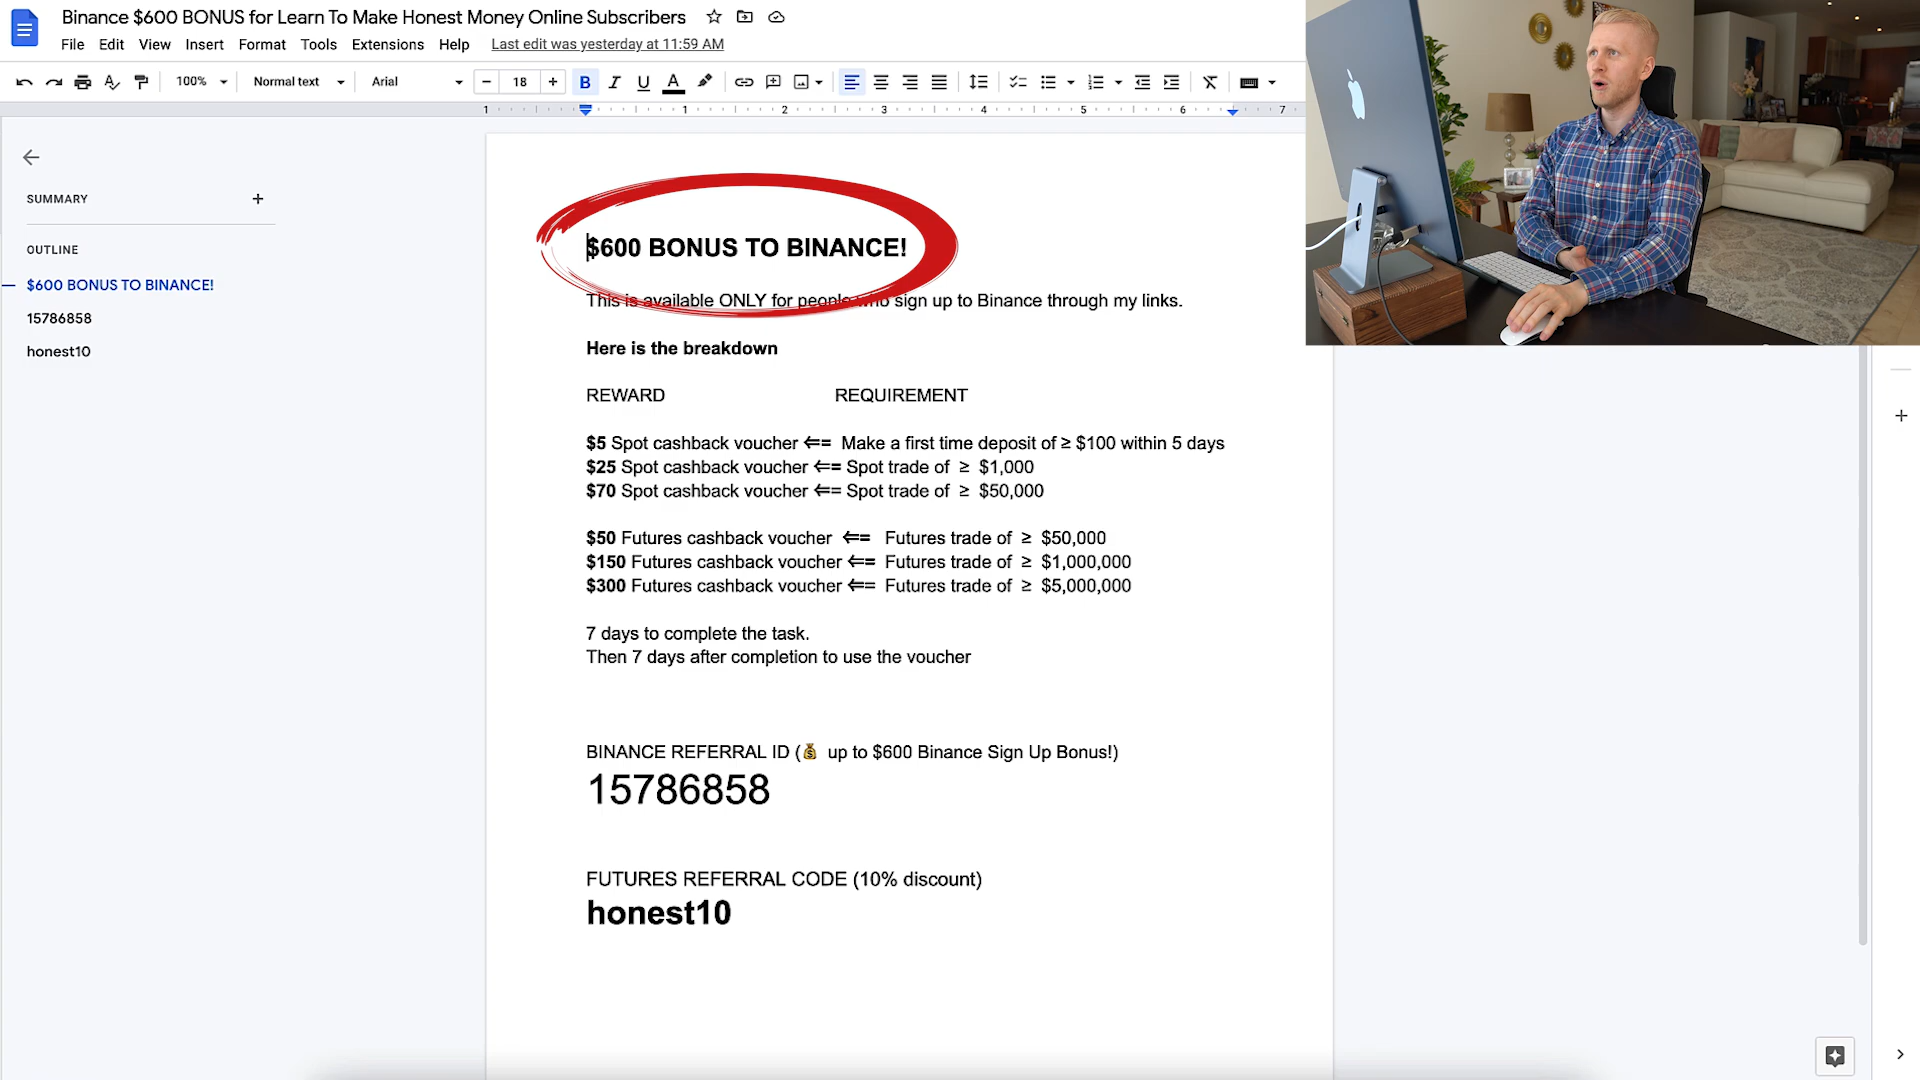 Binance $600 BONUS for Learn To Make Honest Money Online Subscribers
File Edit View Insert Format Tools Extensions Help Last edit was yesterday at 11:59 AM
100% Normal text Arial − 18 + B I U A
1 1 2 3 4 5 6 7
SUMMARY +
OUTLINE
$600 BONUS TO BINANCE!
15786858
honest10
$600 BONUS TO BINANCE!
This is available ONLY for people who sign up to Binance through my links.
Here is the breakdown
REWARD REQUIREMENT
$5 Spot cashback voucher ⇐= Make a first time deposit of ≥ $100 within 5 days
$25 Spot cashback voucher ⇐= Spot trade of ≥ $1,000
$70 Spot cashback voucher ⇐= Spot trade of ≥ $50,000
$50 Futures cashback voucher ⇐= Futures trade of ≥ $50,000
$150 Futures cashback voucher ⇐= Futures trade of ≥ $1,000,000
$300 Futures cashback voucher ⇐= Futures trade of ≥ $5,000,000
7 days to complete the task.
Then 7 days after completion to use the voucher
BINANCE REFERRAL ID (💰 up to $600 Binance Sign Up Bonus!)
15786858
FUTURES REFERRAL CODE (10% discount)
honest10